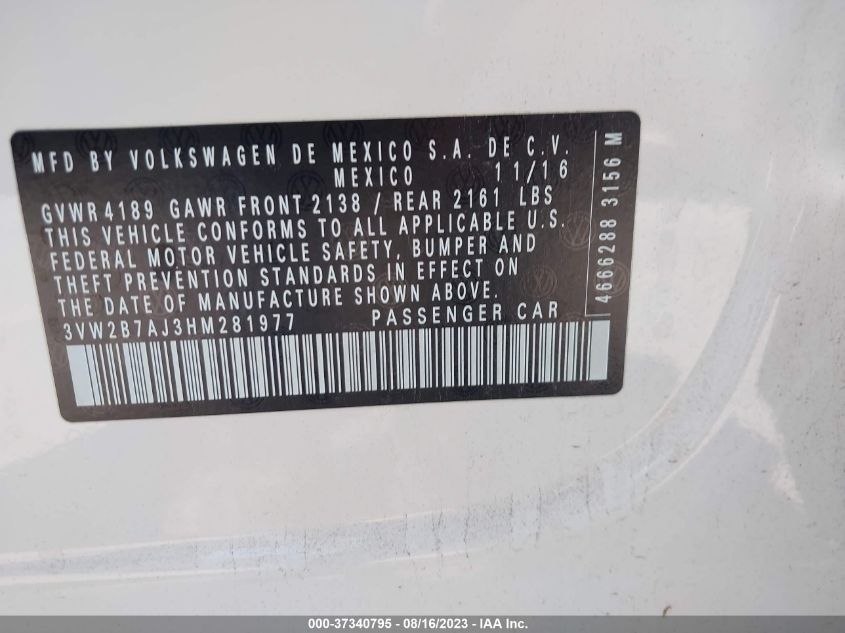 MFD BY VOLKSWAGEN DE MEXICO S.A. DE C.V.
MEXICO 11/16
GVWR 4189 GAWR FRONT 2138 / REAR 2161 LBS
THIS VEHICLE CONFORMS TO ALL APPLICABLE U.S.
FEDERAL MOTOR VEHICLE SAFETY, BUMPER AND
THEFT PREVENTION STANDARDS IN EFFECT ON
THE DATE OF MANUFACTURE SHOWN ABOVE.
3VW2B7AJ3HM281977 PASSENGER CAR
4666288 3156 M
000-37340795 - 08/16/2023 - IAA Inc.